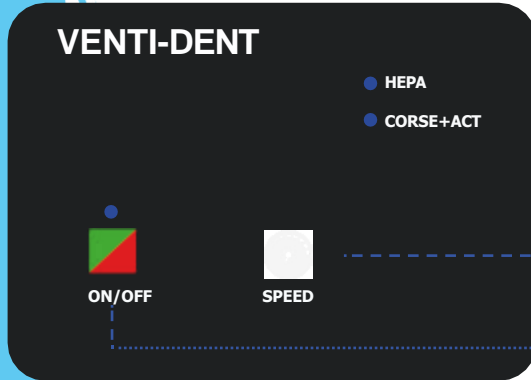 VENTI-DENT
HEPA
CORSE+ACT
ON/OFF
SPEED